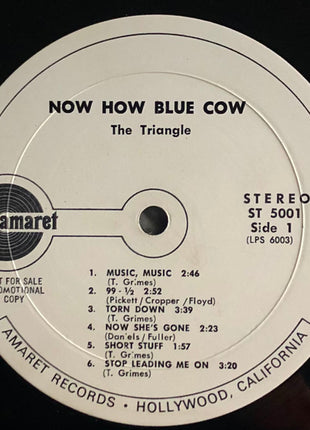 NOW HOW BLUE COW
The Triangle
amaret
STEREO
ST 5001
Side 1
(LPS 6003)
FOR SALE
COPY
1. MUSIC, MUSIC 2:46
(T. Grimes)
2. 99-½ 2:52
(Pickett/Cropper/Floyd)
3. TORN DOWN 3:39
(T. Grimes)
4. NOW SHE'S GONE 2:23
(Daniels/Fuller)
5. SHORT STUFF 1:57
(T. Grimes)
6. STOP LEADING ME ON 3:20
(T. Grimes)
AMARET RECORDS • HOLLYWOOD, CALIFORNIA